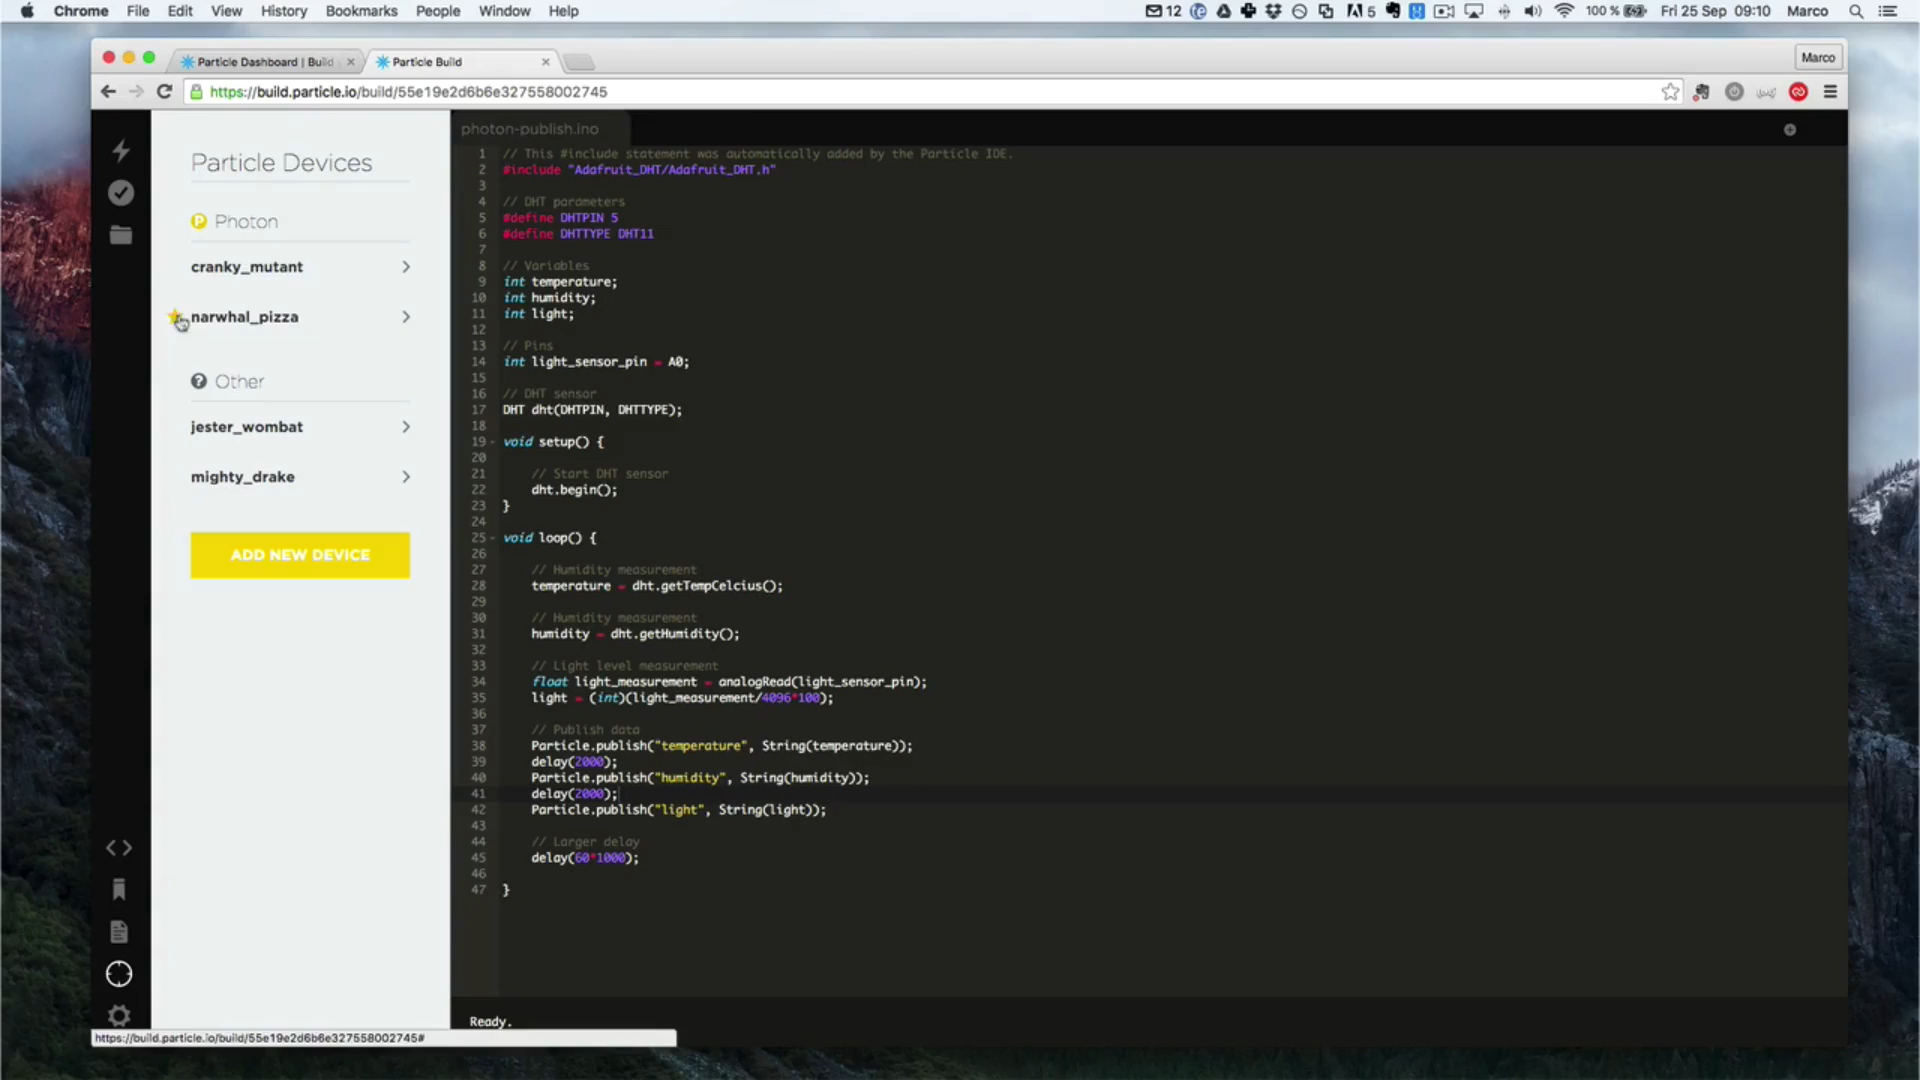 Chrome File Edit View History Bookmarks People Window Help
12 5 100 % Fri 25 Sep 09:10 Marco
Particle Dashboard | Build
Particle Build
Marco
https://build.particle.io/build/55e19e2d6b6e327558002745
Particle Devices
Photon
cranky_mutant
narwhal_pizza
Other
jester_wombat
mighty_drake
ADD NEW DEVICE
photon-publish.ino
1 // This #include statement was automatically added by the Particle IDE.
2 #include "Adafruit_DHT/Adafruit_DHT.h"
3
4 // DHT parameters
5 #define DHTPIN 5
6 #define DHTTYPE DHT11
7
8 // Variables
9 int temperature;
10 int humidity;
11 int light;
12
13 // Pins
14 int light_sensor_pin = A0;
15
16 // DHT sensor
17 DHT dht(DHTPIN, DHTTYPE);
18
19 void setup() {
20
21 // Start DHT sensor
22 dht.begin();
23 }
24
25 void loop() {
26
27 // Humidity measurement
28 temperature = dht.getTempCelcius();
29
30 // Humidity measurement
31 humidity = dht.getHumidity();
32
33 // Light level measurement
34 float light_measurement = analogRead(light_sensor_pin);
35 light = (int)(light_measurement/4096*100);
36
37 // Publish data
38 Particle.publish("temperature", String(temperature));
39 delay(2000);
40 Particle.publish("humidity", String(humidity));
41 delay(2000);
42 Particle.publish("light", String(light));
43
44 // Larger delay
45 delay(60*1000);
46
47 }
Ready.
https://build.particle.io/build/55e19e2d6b6e327558002745#